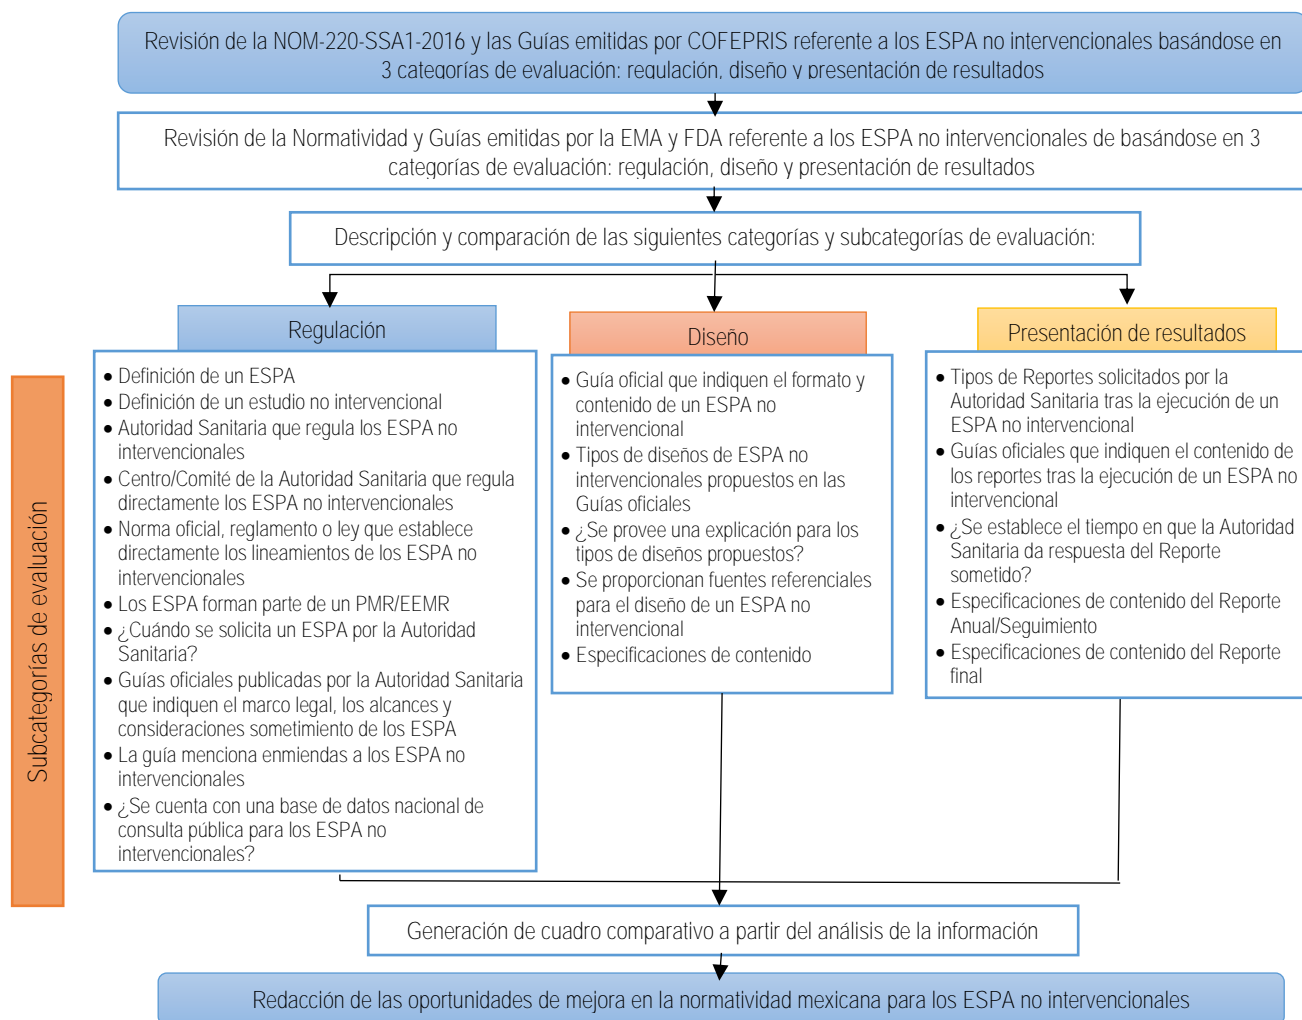 Revisión de la NOM-220-SSA1-2016 y las Guías emitidas por COFEPRIS referente a los ESPA no intervencionales basándose en
3 categorías de evaluación: regulación, diseño y presentación de resultados
Revisión de la Normatividad y Guías emitidas por la EMA y FDA referente a los ESPA no intervencionales de basándose en 3
categorías de evaluación: regulación, diseño y presentación de resultados
Descripción y comparación de las siguientes categorías y subcategorías de evaluación:
Subcategorías de evaluación
Regulación
• Definición de un ESPA
• Definición de un estudio no intervencional
• Autoridad Sanitaria que regula los ESPA no
intervencionales
• Centro/Comité de la Autoridad Sanitaria que regula
directamente los ESPA no intervencionales
• Norma oficial, reglamento o ley que establece
directamente los lineamientos de los ESPA no
intervencionales
• Los ESPA forman parte de un PMR/EEMR
• ¿Cuándo se solicita un ESPA por la Autoridad
Sanitaria?
• Guías oficiales publicadas por la Autoridad Sanitaria
que indiquen el marco legal, los alcances y
consideraciones sometimiento de los ESPA
• La guía menciona enmiendas a los ESPA no
intervencionales
• ¿Se cuenta con una base de datos nacional de
consulta pública para los ESPA no
intervencionales?
Diseño
• Guía oficial que indiquen el formato y
contenido de un ESPA no
intervencional
• Tipos de diseños de ESPA no
intervencionales propuestos en las
Guías oficiales
• ¿Se provee una explicación para los
tipos de diseños propuestos?
• Se proporcionan fuentes referenciales
para el diseño de un ESPA no
intervencional
• Especificaciones de contenido
Presentación de resultados
• Tipos de Reportes solicitados por la
Autoridad Sanitaria tras la ejecución de un
ESPA no intervencional
• Guías oficiales que indiquen el contenido de
los reportes tras la ejecución de un ESPA no
intervencional
• ¿Se establece el tiempo en que la Autoridad
Sanitaria da respuesta del Reporte
sometido?
• Especificaciones de contenido del Reporte
Anual/Seguimiento
• Especificaciones de contenido del Reporte
final
Generación de cuadro comparativo a partir del análisis de la información
Redacción de las oportunidades de mejora en la normatividad mexicana para los ESPA no intervencionales